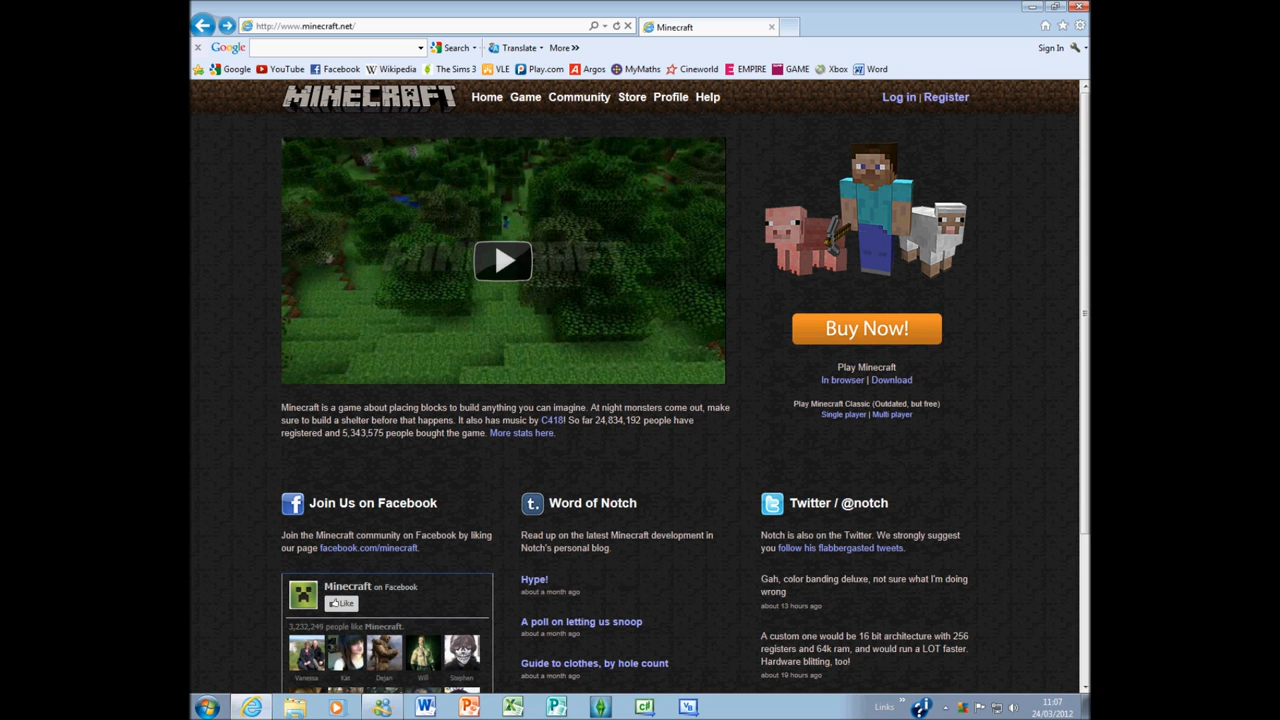 http://www.minecraft.net/
Minecraft
Google
Search
Translate
More»
Sign In
Google YouTube Facebook Wikipedia The Sims 3 VLE Play.com Argos MyMaths Cineworld EMPIRE GAME Xbox Word
MINECRAFT
Home Game Community Store Profile Help
Log in | Register
MINECRAFT
Buy Now!
Play Minecraft
In browser | Download
Play Minecraft Classic (Outdated, but free)
Single player | Multi player
Minecraft is a game about placing blocks to build anything you can imagine. At night monsters come out, make
sure to build a shelter before that happens. It also has music by C418! So far 24,834,192 people have
registered and 5,343,575 people bought the game. More stats here.
Join Us on Facebook
Join the Minecraft community on Facebook by liking
our page facebook.com/minecraft.
Minecraft on Facebook
Like
3,232,249 people like Minecraft.
Vanessa Kat Dejan Will Stephen
Word of Notch
Read up on the latest Minecraft development in
Notch's personal blog.
Hype!
about a month ago
A poll on letting us snoop
about a month ago
Guide to clothes, by hole count
about a month ago
Twitter / @notch
Notch is also on the Twitter. We strongly suggest
you follow his flabbergasted tweets.
Gah, color banding deluxe, not sure what I'm doing
wrong
about 13 hours ago
A custom one would be 16 bit architecture with 256
registers and 64k ram, and would run a LOT faster.
Hardware blitting, too!
about 19 hours ago
Links
11:07
24/03/2012